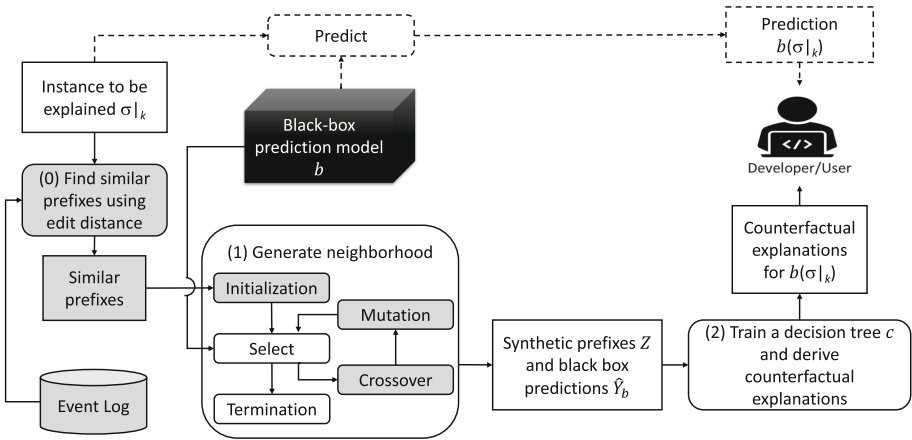 Predict
Prediction
b(σ|k)
Instance to be
explained σ|k
Black-box
prediction model
b
</>
Developer/User
(0) Find similar
prefixes using
edit distance
Counterfactual
explanations
for b(σ|k)
(1) Generate neighborhood
Similar
prefixes
Initialization
Mutation
Select
Crossover
Termination
Synthetic prefixes Z
and black box
predictions Ŷb
(2) Train a decision tree c
and derive
counterfactual
explanations
Event Log